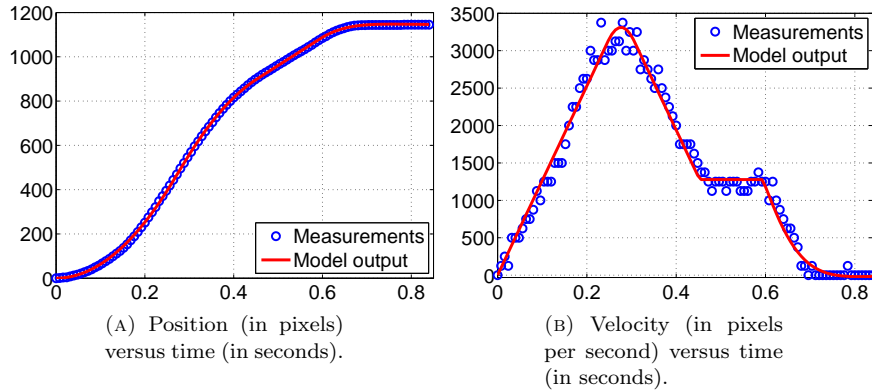 1200
1000
800
600
400
200
0
0 0.2 0.4 0.6 0.8
Measurements
Model output
(A) Position (in pixels)
versus time (in seconds).
3500
3000
2500
2000
1500
1000
500
0
0 0.2 0.4 0.6 0.8
Measurements
Model output
(B) Velocity (in pixels
per second) versus time
(in seconds).